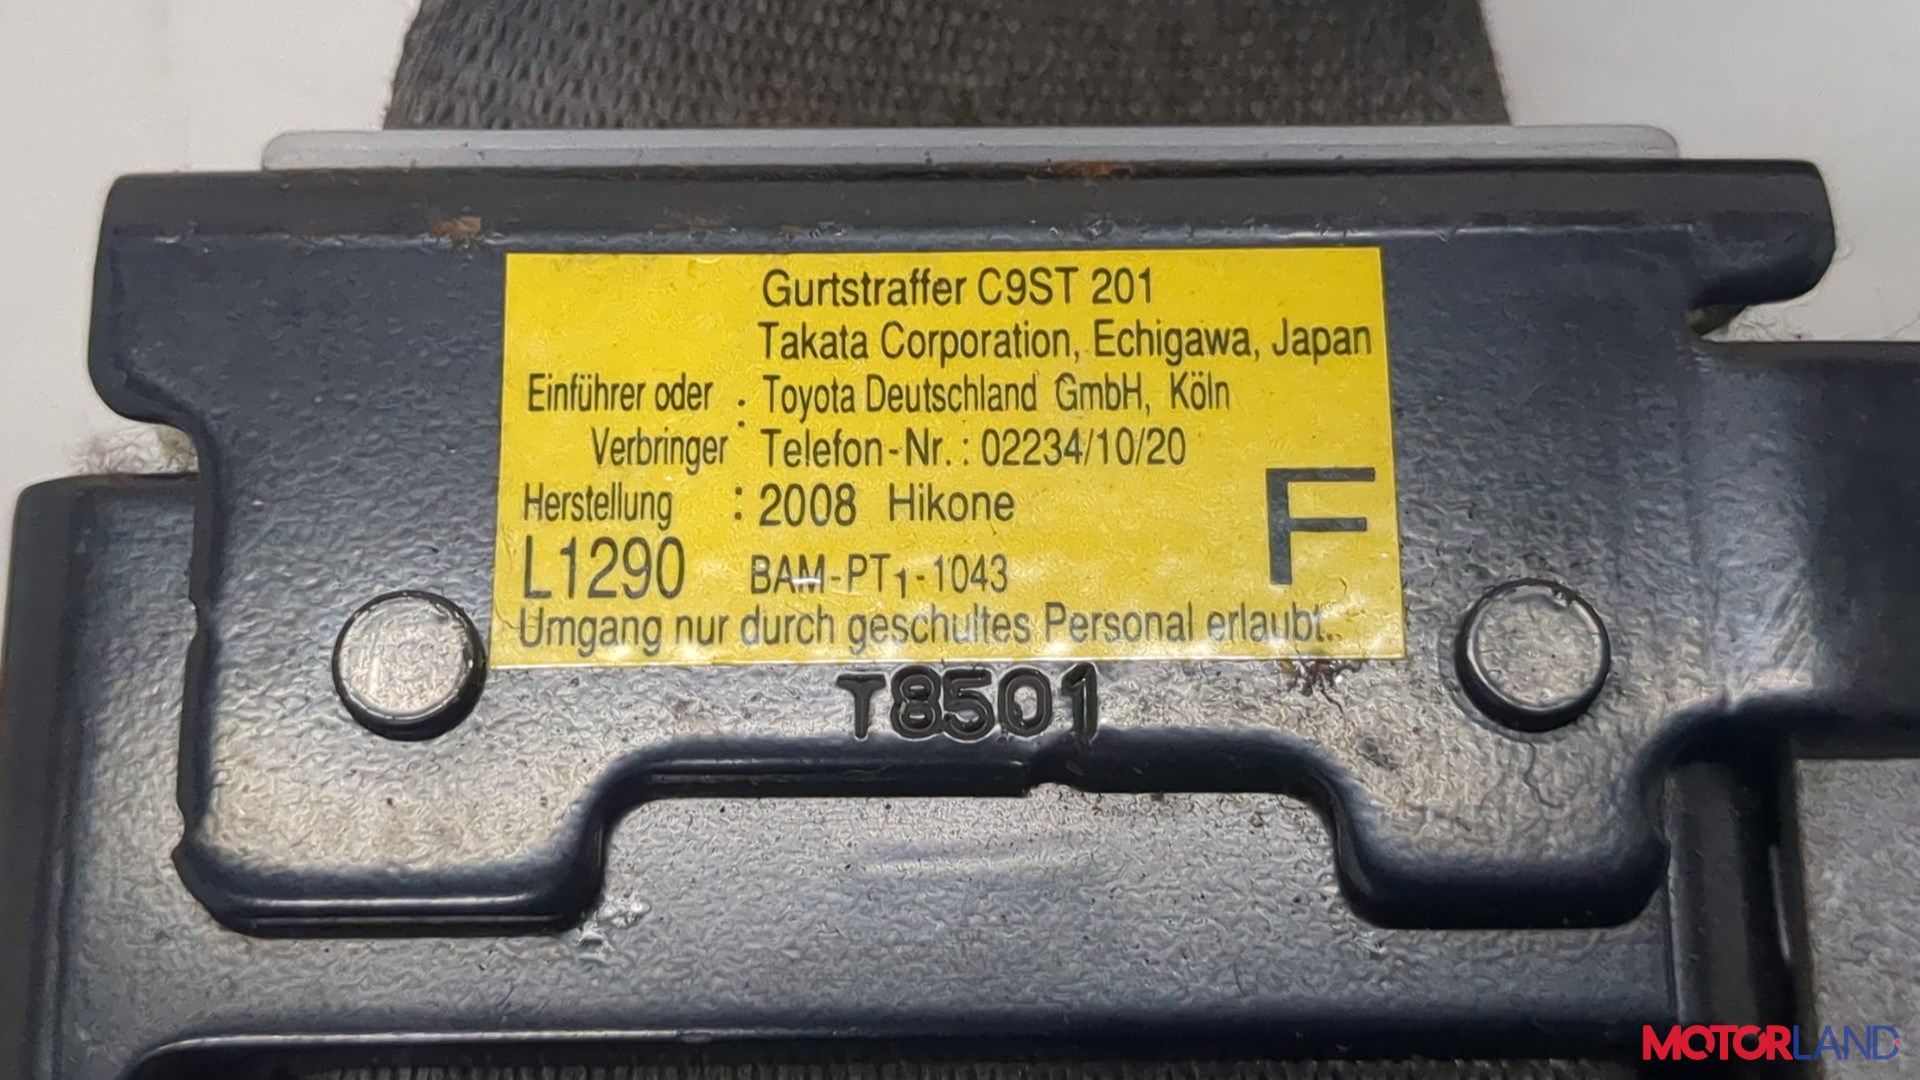 Gurtstraffer C9ST 201
Takata Corporation, Echigawa, Japan
Einführer oder : Toyota Deutschland GmbH, Köln
Verbringer Telefon-Nr.: 02234/10/20
Herstellung : 2008 Hikone
F
L1290 BAM-PT1-1043
Umgang nur durch geschultes Personal erlaubt.
T8501
MOTORLAND